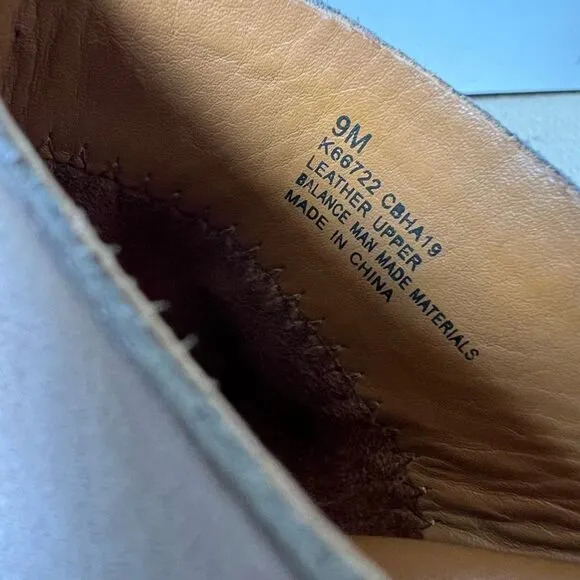 9M
K66722 CBHA19
LEATHER UPPER
BALANCE MAN MADE MATERIALS
MADE IN CHINA